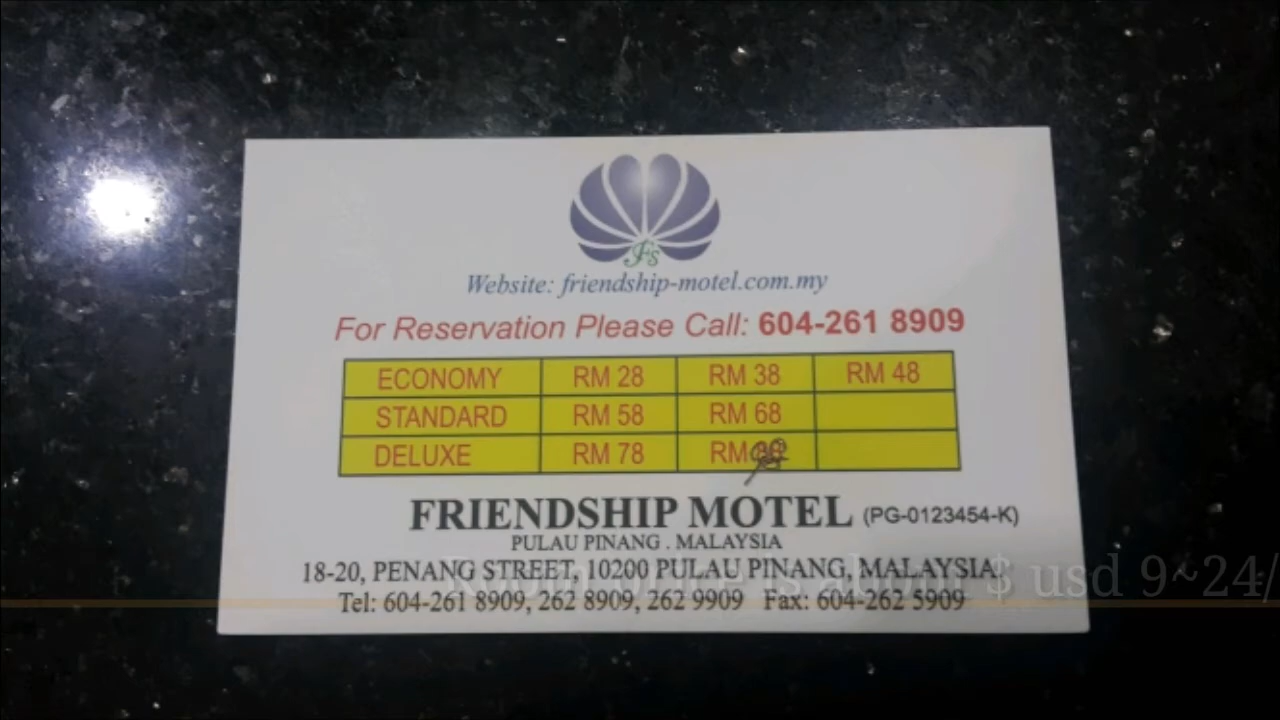 Fs
Website: friendship-motel.com.my
For Reservation Please Call: 604-261 8909
ECONOMY RM 28 RM 38 RM 48
STANDARD RM 58 RM 68
DELUXE RM 78 RM
FRIENDSHIP MOTEL (PG-0123454-K)
PULAU PINANG . MALAYSIA
18-20, PENANG STREET, 10200 PULAU PINANG, MALAYSIA
Tel: 604-261 8909, 262 8909, 262 9909 Fax: 604-262 5909
is about $ usd 9~24/